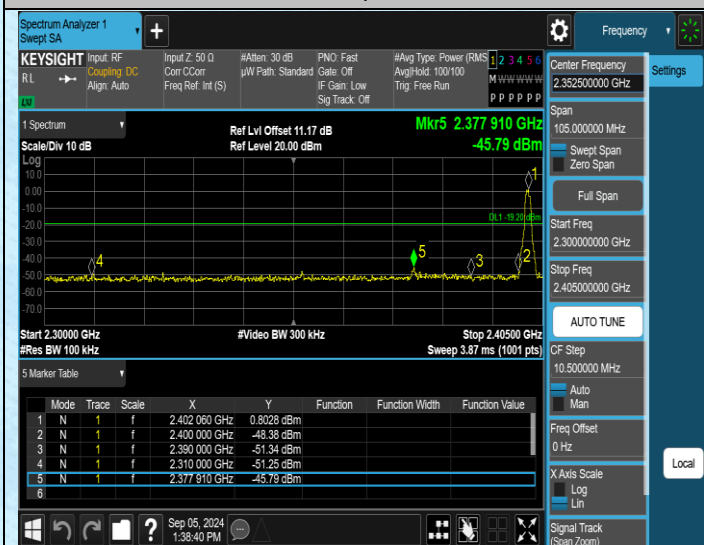 Spectrum Analyzer 1
Swept SA
Frequency
KEYSIGHT
Input: RF
Input Z: 50 Ω
#Atten: 30 dB
PNO: Fast
#Avg Type: Power (RMS
1 2 3 4 5 6
RL
Coupling: DC
Corr CCorr
µW Path: Standard
Gate: Off
Avg|Hold: 100/100
M W W W W W
Align: Auto
Freq Ref: Int (S)
IF Gain: Low
Trig: Free Run
Sig Track: Off
P P P P P P
LXI
Center Frequency
2.352500000 GHz
Settings
Span
105.000000 MHz
Swept Span
Zero Span
Full Span
Start Freq
2.300000000 GHz
Stop Freq
2.405000000 GHz
AUTO TUNE
CF Step
10.500000 MHz
Auto
Man
Freq Offset
0 Hz
X Axis Scale
Log
Lin
Signal Track
(Span Zoom)
Local
1 Spectrum
Ref Lvl Offset 11.17 dB
Mkr5 2.377 910 GHz
Scale/Div 10 dB
Ref Level 20.00 dBm
-45.79 dBm
Log
10.0
0.00
-10.0
-20.0
-30.0
-40.0
-50.0
-60.0
-70.0
1
DL1 -19.20 dBm
4
5
3
2
Start 2.30000 GHz
#Video BW 300 kHz
Stop 2.40500 GHz
#Res BW 100 kHz
Sweep 3.87 ms (1001 pts)
5 Marker Table
Mode Trace Scale X Y Function Function Width Function Value
1 N 1 f 2.402 060 GHz 0.8028 dBm
2 N 1 f 2.400 000 GHz -48.38 dBm
3 N 1 f 2.390 000 GHz -51.34 dBm
4 N 1 f 2.310 000 GHz -51.25 dBm
5 N 1 f 2.377 910 GHz -45.79 dBm
6
?
Sep 05, 2024
1:38:40 PM